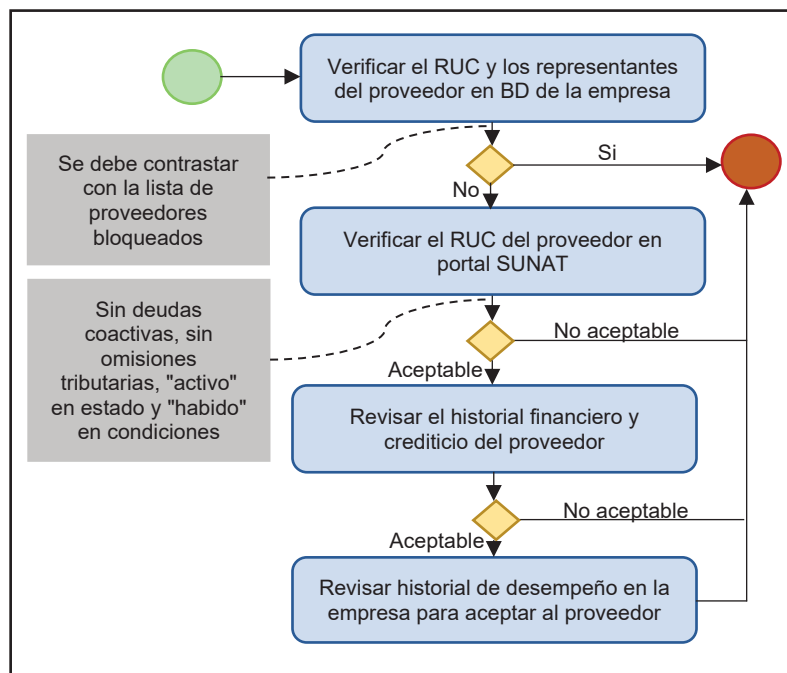 Verificar el RUC y los representantes
del proveedor en BD de la empresa
Se debe contrastar
con la lista de
proveedores
bloqueados
Si
No
Verificar el RUC del proveedor en
portal SUNAT
Sin deudas
coactivas, sin
omisiones
tributarias, "activo"
en estado y "habido"
en condiciones
No aceptable
Aceptable
Revisar el historial financiero y
crediticio del proveedor
No aceptable
Aceptable
Revisar historial de desempeño en la
empresa para aceptar al proveedor